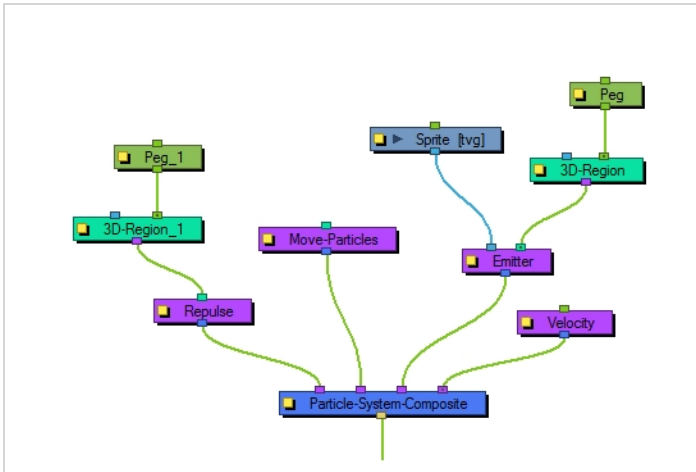 Peg
Sprite [tvg]
Peg_1
3D-Region
3D-Region_1
Move-Particles
Emitter
Repulse
Velocity
Particle-System-Composite